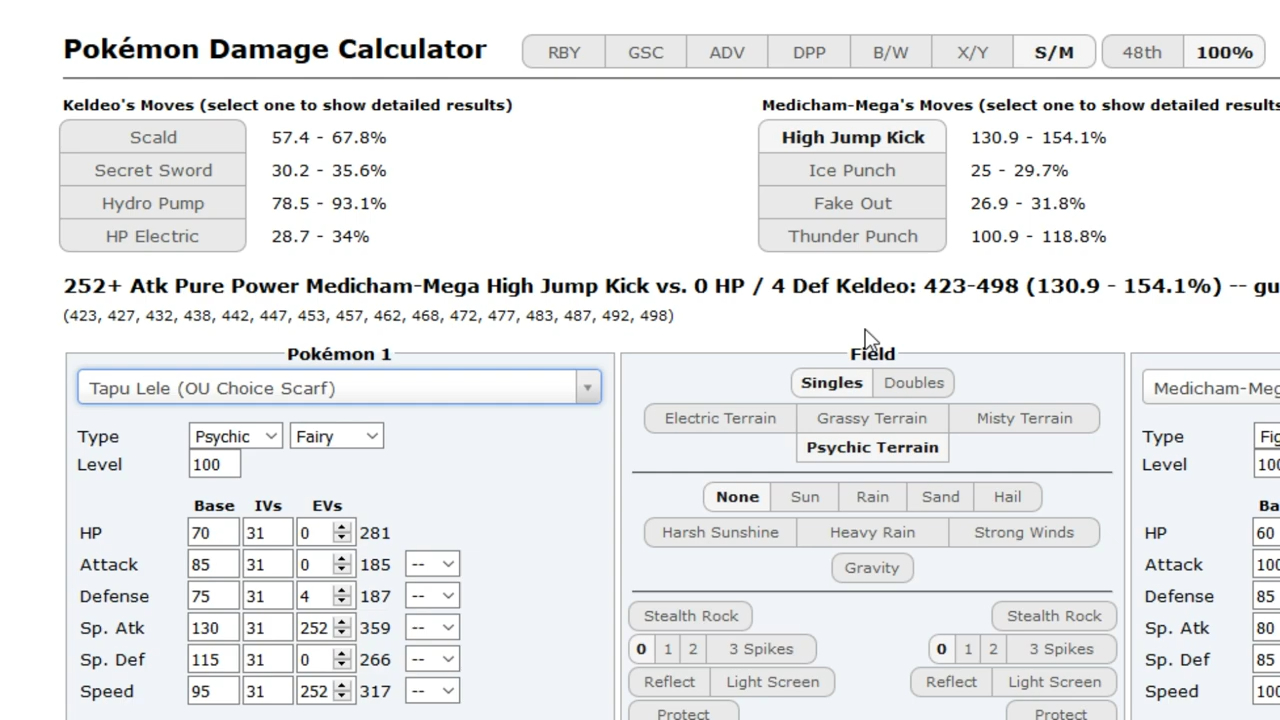 Pokémon Damage Calculator RBY GSC ADV DPP B/W X/Y S/M 48th 100%
Keldeo's Moves (select one to show detailed results) Medicham-Mega's Moves (select one to show detailed results
Scald 57.4 - 67.8% High Jump Kick 130.9 - 154.1%
Secret Sword 30.2 - 35.6% Ice Punch 25 - 29.7%
Hydro Pump 78.5 - 93.1% Fake Out 26.9 - 31.8%
HP Electric 28.7 - 34% Thunder Punch 100.9 - 118.8%
252+ Atk Pure Power Medicham-Mega High Jump Kick vs. 0 HP / 4 Def Keldeo: 423-498 (130.9 - 154.1%) -- gu
(423, 427, 432, 438, 442, 447, 453, 457, 462, 468, 472, 477, 483, 487, 492, 498)
Pokémon 1 Field
Tapu Lele (OU Choice Scarf) Singles Doubles Medicham-Meg
Electric Terrain Grassy Terrain Misty Terrain
Type Psychic Fairy Psychic Terrain Type Fig
Level 100 Level 100
None Sun Rain Sand Hail
Base IVs EVs Ba
HP 70 31 0 281 Harsh Sunshine Heavy Rain Strong Winds HP 60
Attack 85 31 0 185 -- Gravity Attack 100
Defense 75 31 4 187 -- Defense 85
Stealth Rock Stealth Rock
Sp. Atk 130 31 252 359 -- Sp. Atk 80
0 1 2 3 Spikes 0 1 2 3 Spikes
Sp. Def 115 31 0 266 -- Sp. Def 85
Reflect Light Screen Reflect Light Screen
Speed 95 31 252 317 -- Speed 100
Protect Protect